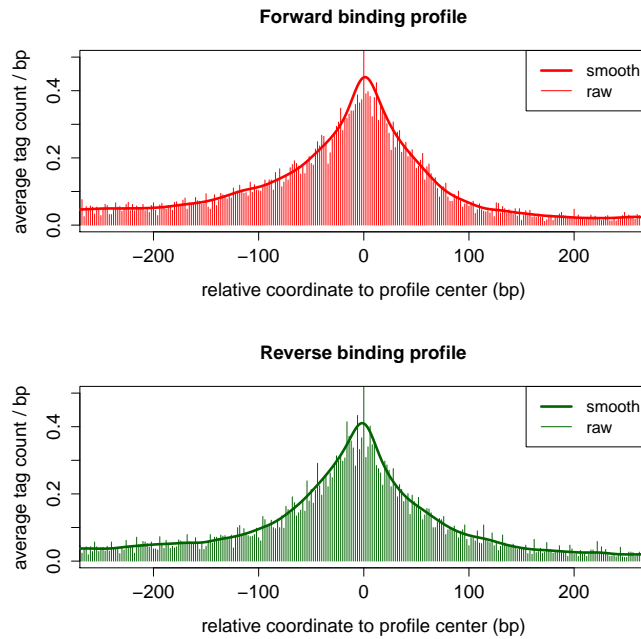 Forward binding profile
average tag count / bp
0.0
0.2
0.4
smooth
raw
−200
−100
0
100
200
relative coordinate to profile center (bp)
Reverse binding profile
average tag count / bp
0.0
0.2
0.4
smooth
raw
−200
−100
0
100
200
relative coordinate to profile center (bp)